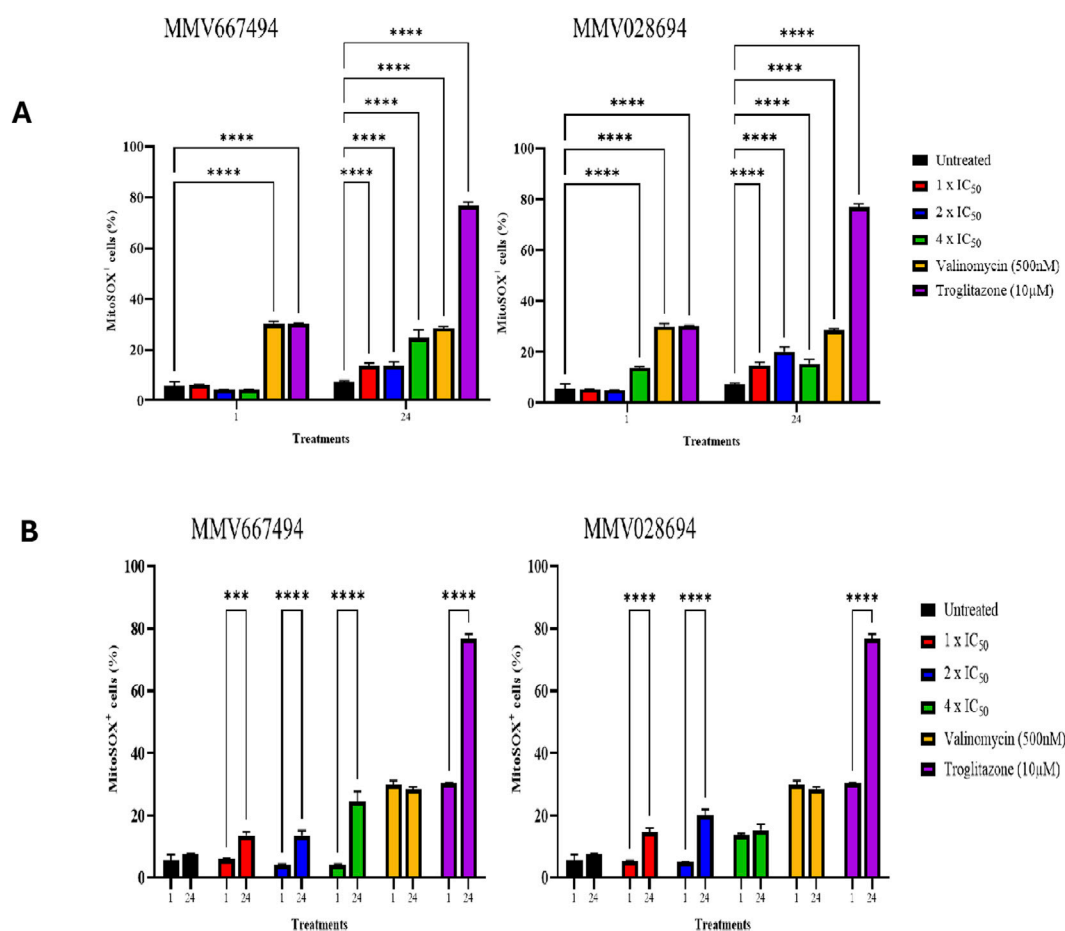 MMV667494
MMV028694
A
**** **** **** **** **** **** ****
**** **** **** **** **** **** **** ****
MitoSOX⁺ cells (%)
100
80
60
40
20
0
1 24
Treatments
MitoSOX⁺ cells (%)
100
80
60
40
20
0
1 24
Treatments
Untreated
1 x IC₅₀
2 x IC₅₀
4 x IC₅₀
Valinomycin (500nM)
Troglitazone (10µM)
B
MMV667494
MMV028694
MitoSOX⁺ cells (%)
100
80
60
40
20
0
*** **** **** ****
1 24 1 24 1 24 1 24 1 24 1 24
Treatments
MitoSOX⁺ cells (%)
100
80
60
40
20
0
**** **** ****
1 24 1 24 1 24 1 24 1 24 1 24
Treatments
Untreated
1 x IC₅₀
2 x IC₅₀
4 x IC₅₀
Valinomycin (500nM)
Troglitazone (10µM)